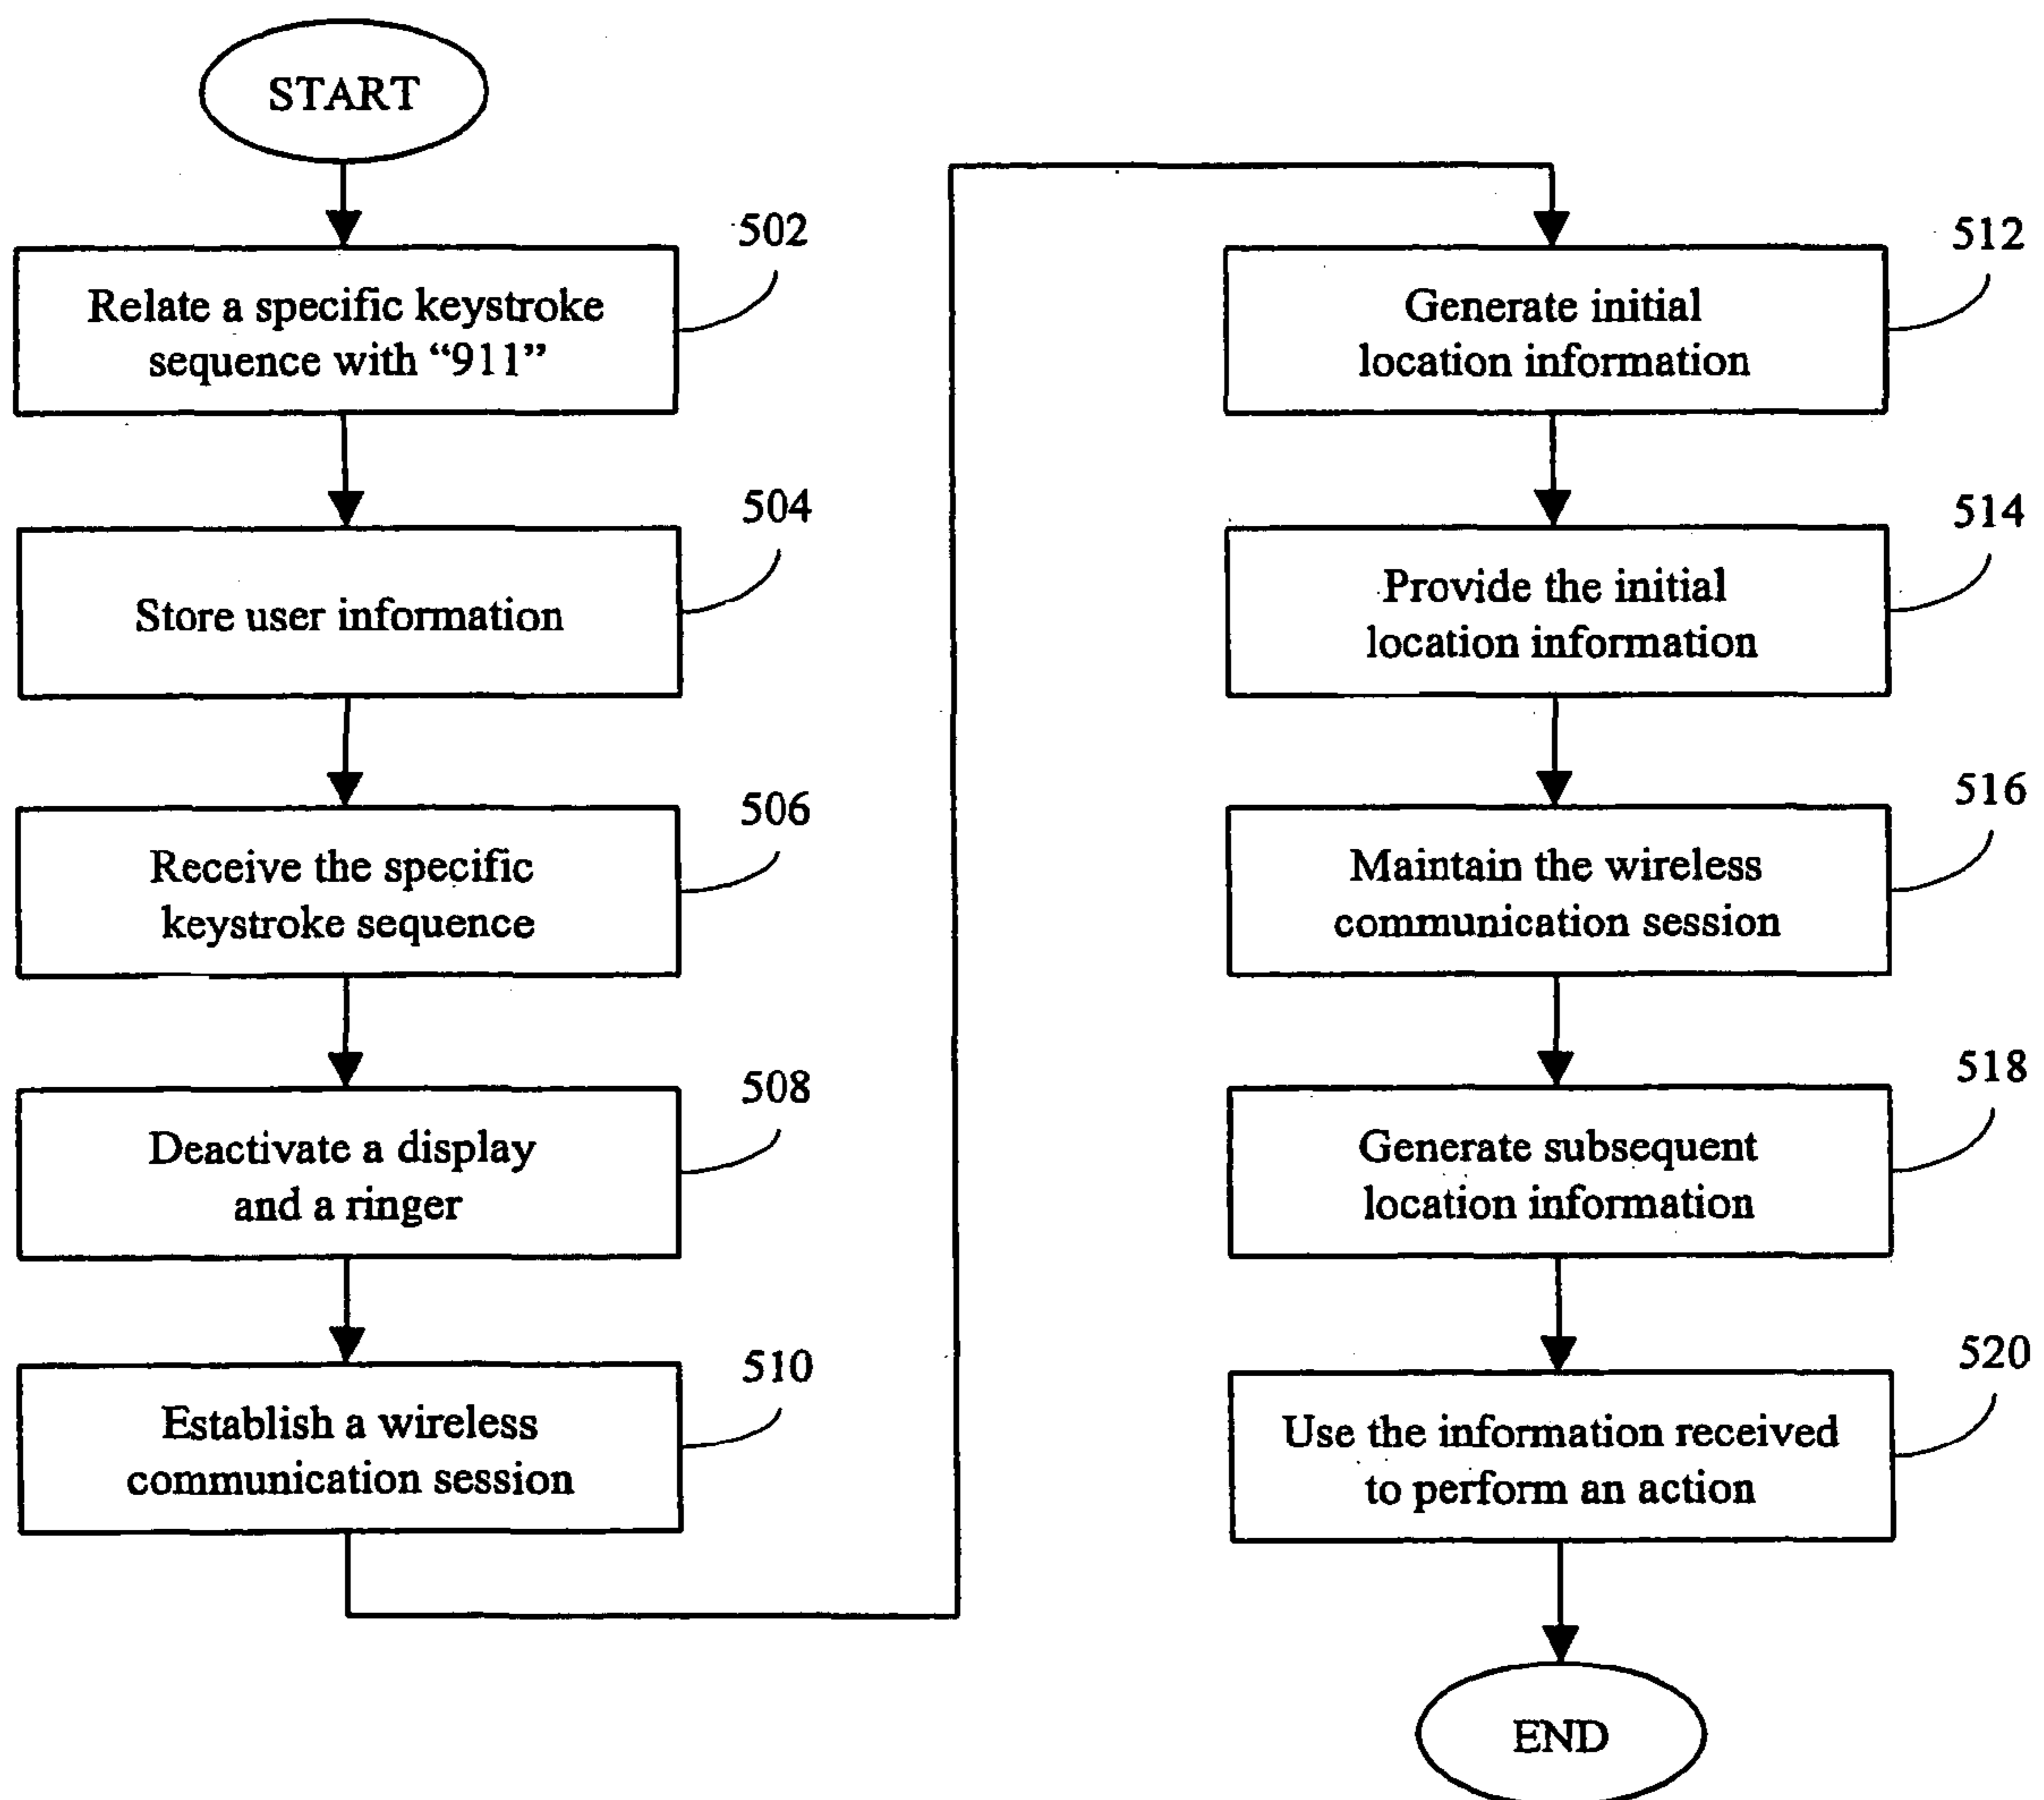 START
502
Relate a specific keystroke
sequence with “911”
504
Store user information
506
Receive the specific
keystroke sequence
508
Deactivate a display
and a ringer
510
Establish a wireless
communication session
512
Generate initial
location information
514
Provide the initial
location information
516
Maintain the wireless
communication session
518
Generate subsequent
location information
520
Use the information received
to perform an action
END